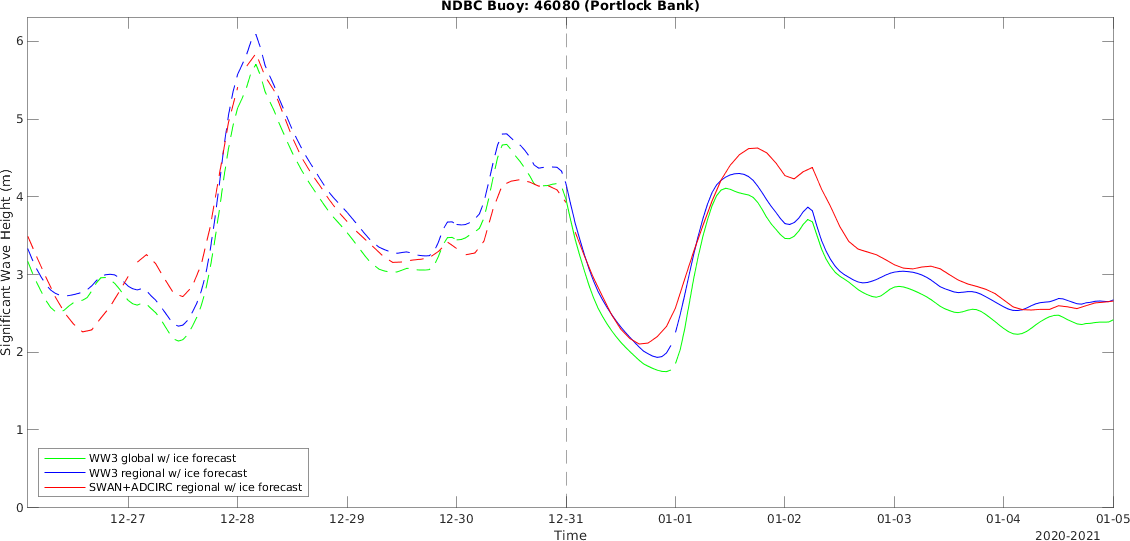 NDBC Buoy: 46080 (Portlock Bank)
Significant Wave Height (m)
6
5
4
3
2
1
0
WW3 global w/ ice forecast
WW3 regional w/ ice forecast
SWAN+ADCIRC regional w/ ice forecast
12-27 12-28 12-29 12-30 12-31 01-01 01-02 01-03 01-04 01-05
Time
2020-2021